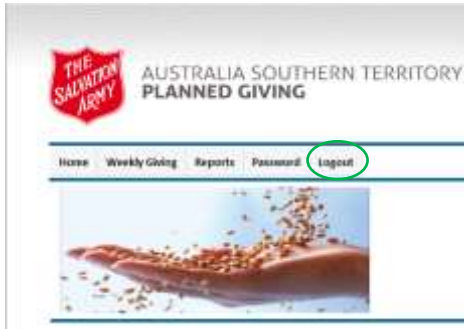 THE
SALVATION
ARMY
AUSTRALIA SOUTHERN TERRITORY
PLANNED GIVING
Home Weekly Giving Reports Password Logout